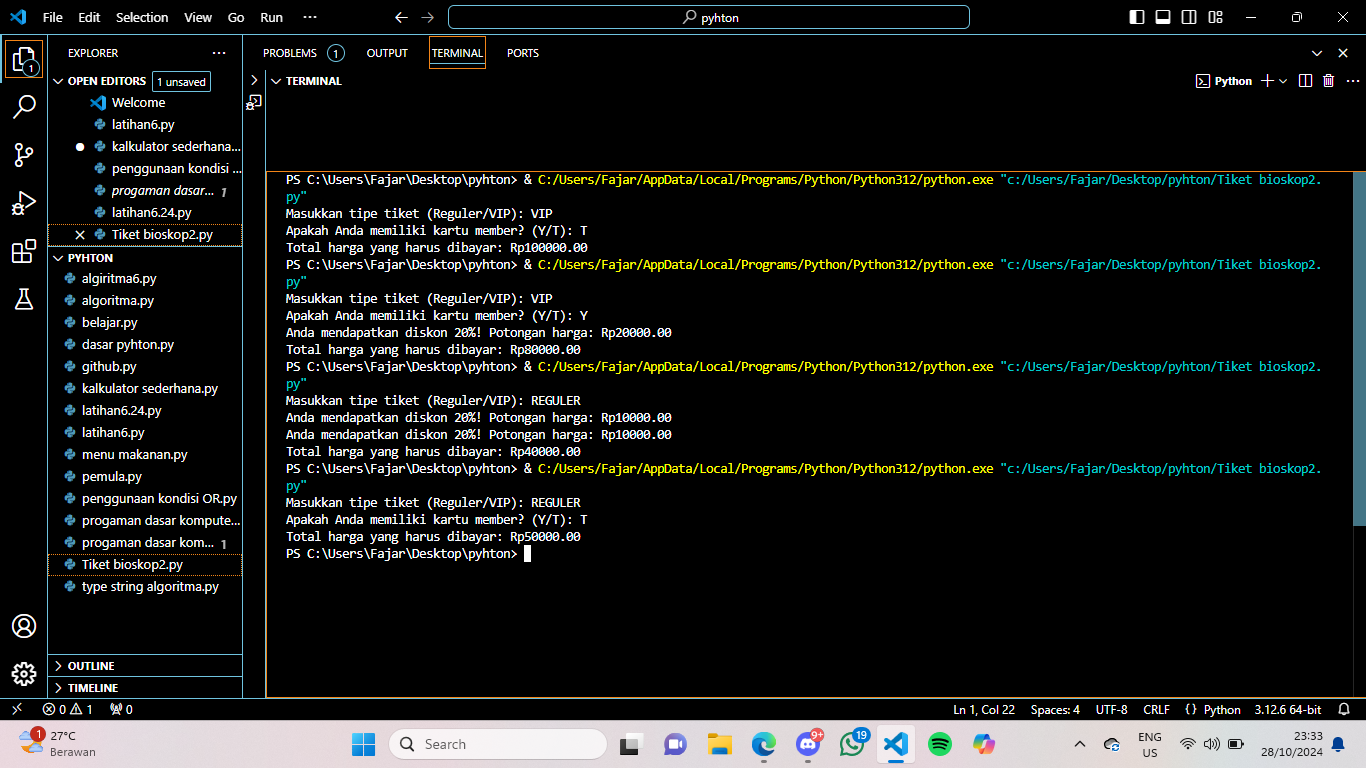 File Edit Selection View Go Run ···
pyhton
EXPLORER ···
OPEN EDITORS 1 unsaved
Welcome
latihan6.py
kalkulator sederhana...
penggunaan kondisi ...
progaman dasar... 1
latihan6.24.py
Tiket bioskop2.py
PYHTON
algiritma6.py
algoritma.py
belajar.py
dasar pyhton.py
github.py
kalkulator sederhana.py
latihan6.24.py
latihan6.py
menu makanan.py
pemula.py
penggunaan kondisi OR.py
progaman dasar kompute...
progaman dasar kom... 1
Tiket bioskop2.py
type string algoritma.py
OUTLINE
TIMELINE
1
PROBLEMS 1 OUTPUT TERMINAL PORTS
TERMINAL
Python
PS C:\Users\Fajar\Desktop\pyhton> & C:/Users/Fajar/AppData/Local/Programs/Python/Python312/python.exe "c:/Users/Fajar/Desktop/pyhton/Tiket bioskop2.
py"
Masukkan tipe tiket (Reguler/VIP): VIP
Apakah Anda memiliki kartu member? (Y/T): T
Total harga yang harus dibayar: Rp100000.00
PS C:\Users\Fajar\Desktop\pyhton> & C:/Users/Fajar/AppData/Local/Programs/Python/Python312/python.exe "c:/Users/Fajar/Desktop/pyhton/Tiket bioskop2.
py"
Masukkan tipe tiket (Reguler/VIP): VIP
Apakah Anda memiliki kartu member? (Y/T): Y
Anda mendapatkan diskon 20%! Potongan harga: Rp20000.00
Total harga yang harus dibayar: Rp80000.00
PS C:\Users\Fajar\Desktop\pyhton> & C:/Users/Fajar/AppData/Local/Programs/Python/Python312/python.exe "c:/Users/Fajar/Desktop/pyhton/Tiket bioskop2.
py"
Masukkan tipe tiket (Reguler/VIP): REGULER
Anda mendapatkan diskon 20%! Potongan harga: Rp10000.00
Anda mendapatkan diskon 20%! Potongan harga: Rp10000.00
Total harga yang harus dibayar: Rp40000.00
PS C:\Users\Fajar\Desktop\pyhton> & C:/Users/Fajar/AppData/Local/Programs/Python/Python312/python.exe "c:/Users/Fajar/Desktop/pyhton/Tiket bioskop2.
py"
Masukkan tipe tiket (Reguler/VIP): REGULER
Apakah Anda memiliki kartu member? (Y/T): T
Total harga yang harus dibayar: Rp50000.00
PS C:\Users\Fajar\Desktop\pyhton>
0 1 0 Ln 1, Col 22 Spaces: 4 UTF-8 CRLF {} Python 3.12.6 64-bit
1 27°C
Berawan
Search
9+ 19
ENG
US
23:33
28/10/2024